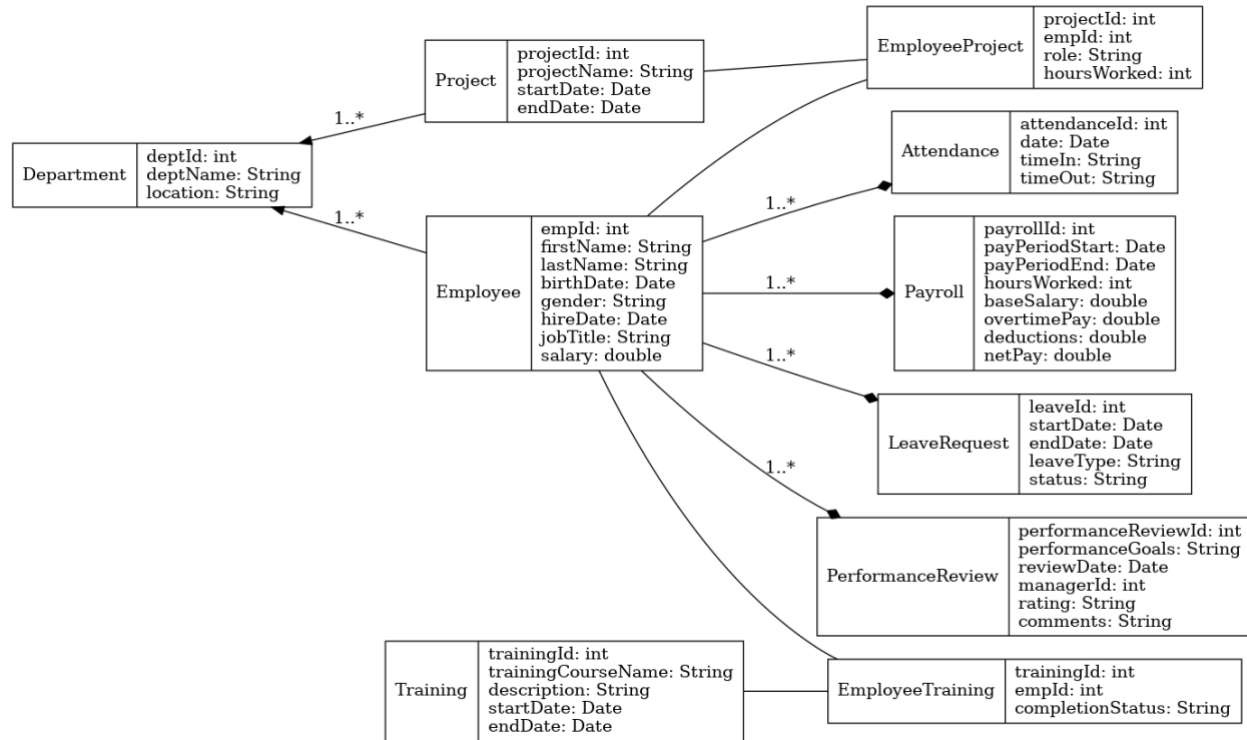 Department
deptId: int
deptName: String
location: String
1..*
1..*
Project
projectId: int
projectName: String
startDate: Date
endDate: Date
Employee
empId: int
firstName: String
lastName: String
birthDate: Date
gender: String
hireDate: Date
jobTitle: String
salary: double
Training
trainingId: int
trainingCourseName: String
description: String
startDate: Date
endDate: Date
1..*
1..*
1..*
1..*
EmployeeProject
projectId: int
empId: int
role: String
hoursWorked: int
Attendance
attendanceId: int
date: Date
timeIn: String
timeOut: String
Payroll
payrollId: int
payPeriodStart: Date
payPeriodEnd: Date
hoursWorked: int
baseSalary: double
overtimePay: double
deductions: double
netPay: double
LeaveRequest
leaveId: int
startDate: Date
endDate: Date
leaveType: String
status: String
PerformanceReview
performanceReviewId: int
performanceGoals: String
reviewDate: Date
managerId: int
rating: String
comments: String
EmployeeTraining
trainingId: int
empId: int
completionStatus: String